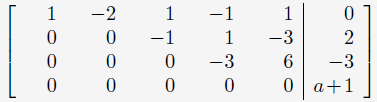 1 −2 1 −1 1 0
0 0 −1 1 −3 2
0 0 0 −3 6 −3
0 0 0 0 0 a+1